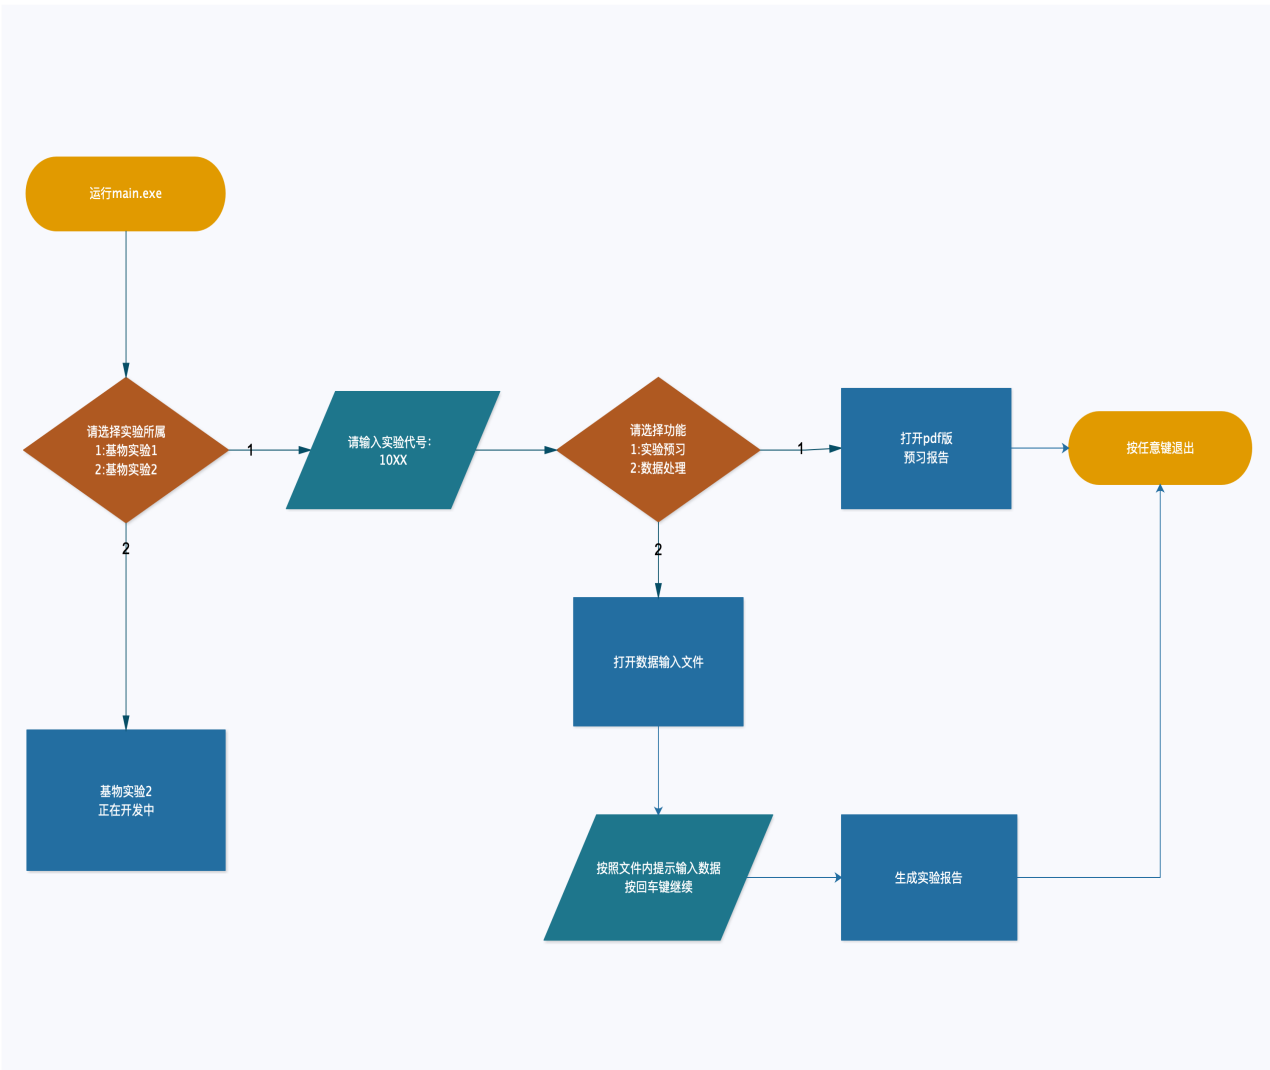 运行main.exe
请选择实验所属
1:基物实验1
2:基物实验2
1
请输入实验代号：
10XX
请选择功能
1:实验预习
2:数据处理
1
打开pdf版
预习报告
按任意键退出
2
2
打开数据输入文件
基物实验2
正在开发中
按照文件内提示输入数据
按回车键继续
生成实验报告